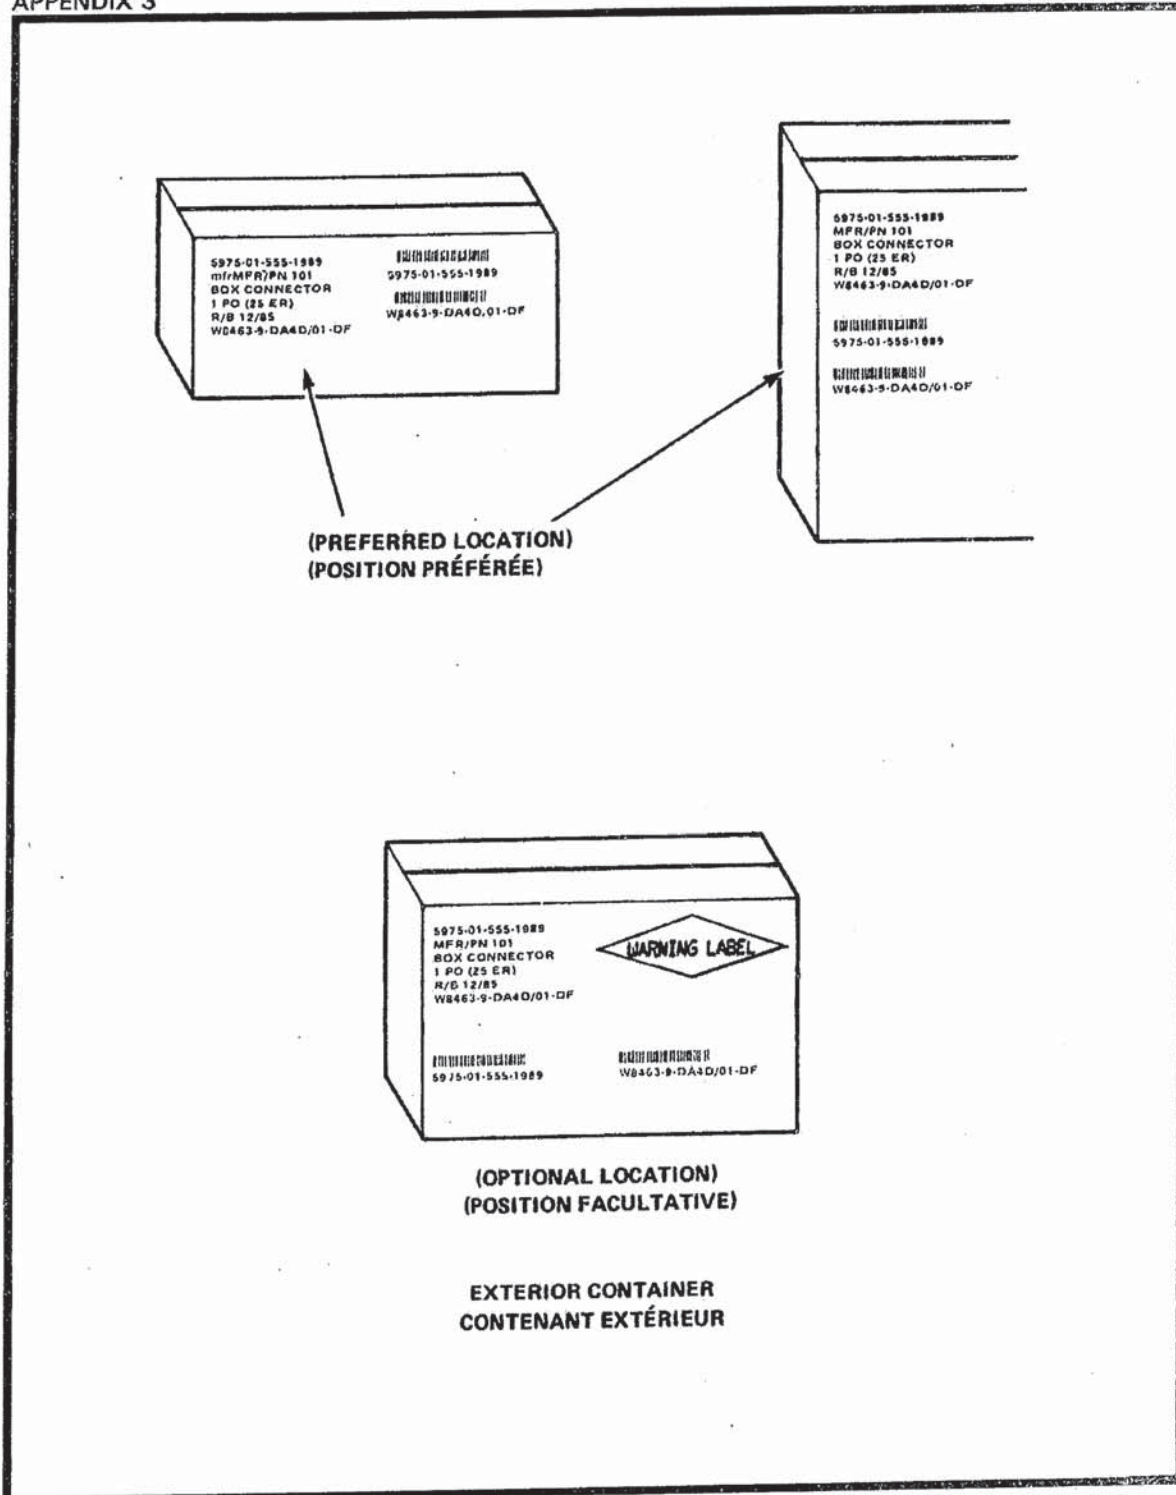 APPENDIX 3
5975-01-555-1989
mfrMFR/PN 101
BOX CONNECTOR
1 PO (25 ER)
R/B 12/85
W8463-9-DA4D/01-DF
5975-01-555-1989
W8463-9-DA4D,01-DF
5975-01-555-1989
MFR/PN 101
BOX CONNECTOR
1 PO (25 ER)
R/B 12/85
W8463-9-DA4D/01-DF
5975-01-555-1989
W8463-9-DA4D/01-DF
(PREFERRED LOCATION)
(POSITION PRÉFÉRÉE)
5975-01-555-1989
MFR/PN 101
BOX CONNECTOR
1 PO (25 ER)
R/B 12/85
W8463-9-DA4D/01-DF
WARNING LABEL
5975-01-555-1989
W8463-9-DA4D/01-DF
(OPTIONAL LOCATION)
(POSITION FACULTATIVE)
EXTERIOR CONTAINER
CONTENANT EXTÉRIEUR